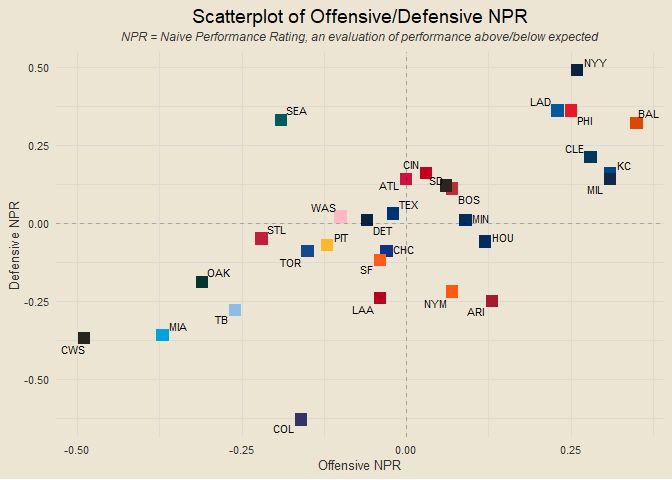 Scatterplot of Offensive/Defensive NPR
NPR = Naive Performance Rating, an evaluation of performance above/below expected
0.50
NYY
LAD
PHI
BAL
SEA
0.25
CLE
KC
MIL
CIN
ATL
SD
BOS
WAS
TEX
MIN
0.00
DET
STL
PIT
HOU
TOR
CHC
SF
OAK
-0.25
TB
LAA
NYM
ARI
MIA
CWS
-0.50
COL
Defensive NPR
-0.50
-0.25
0.00
0.25
Offensive NPR